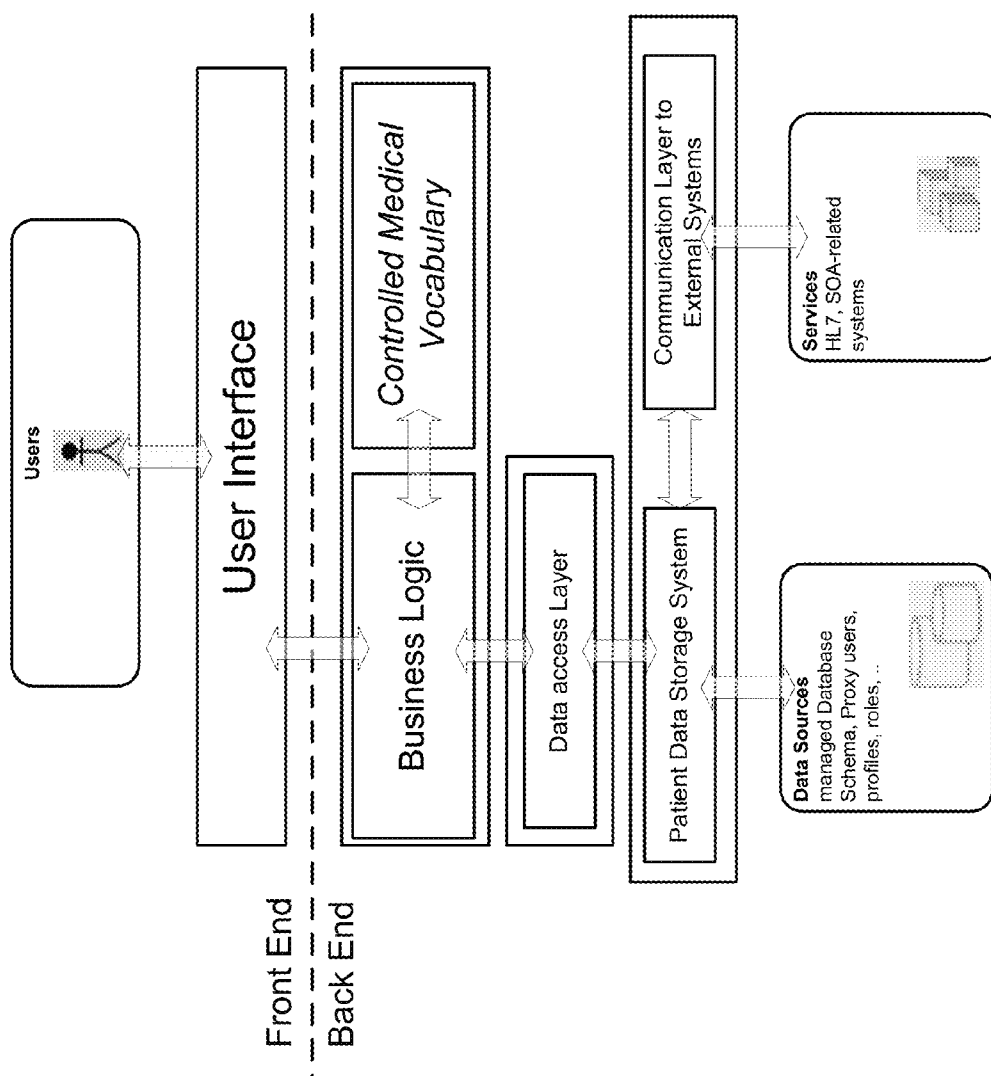 Users
User Interface
Front End
Back End
Business Logic
Controlled Medical
Vocabulary
Data access Layer
Patient Data Storage System
Communication Layer to
External Systems
Data Sources
managed Database
Schema, Proxy users,
profiles, roles, ..
Services
HL7, SOA-related
systems